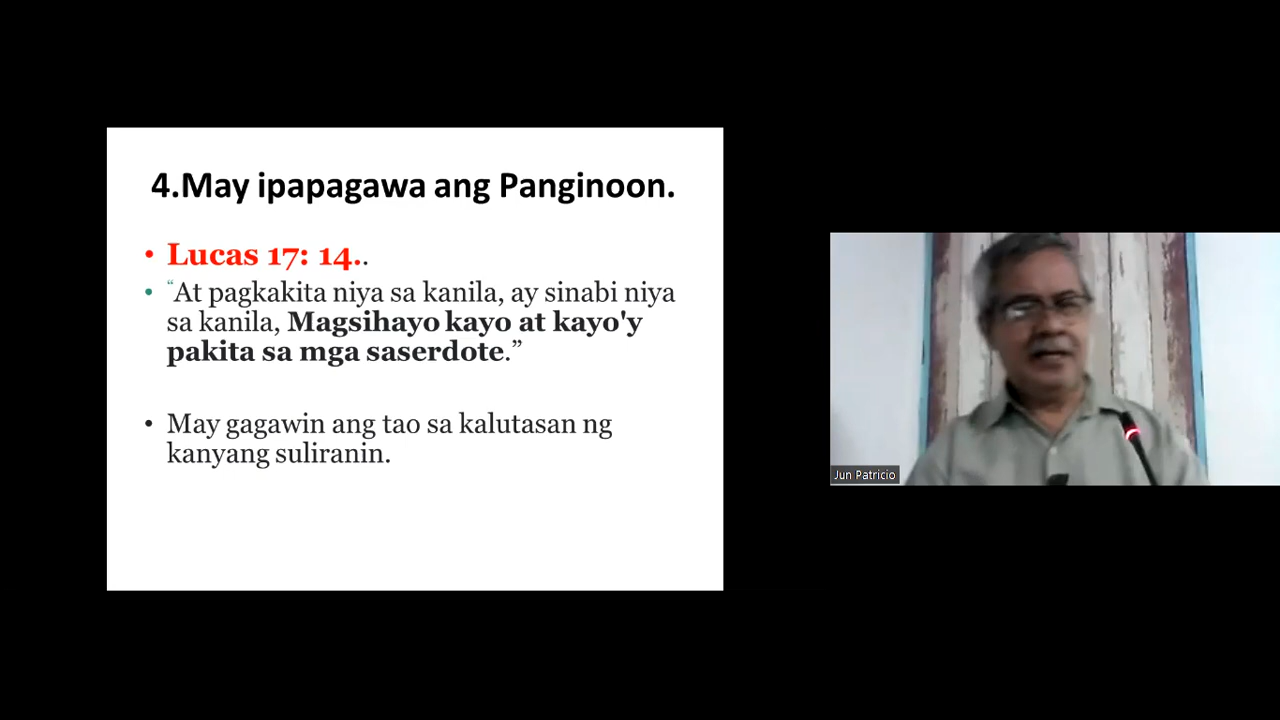 4.May ipapagawa ang Panginoon.
• Lucas 17: 14..
• “At pagkakita niya sa kanila, ay sinabi niya
sa kanila, Magsihayo kayo at kayo'y
pakita sa mga saserdote.”
• May gagawin ang tao sa kalutasan ng
kanyang suliranin.
Jun Patricio